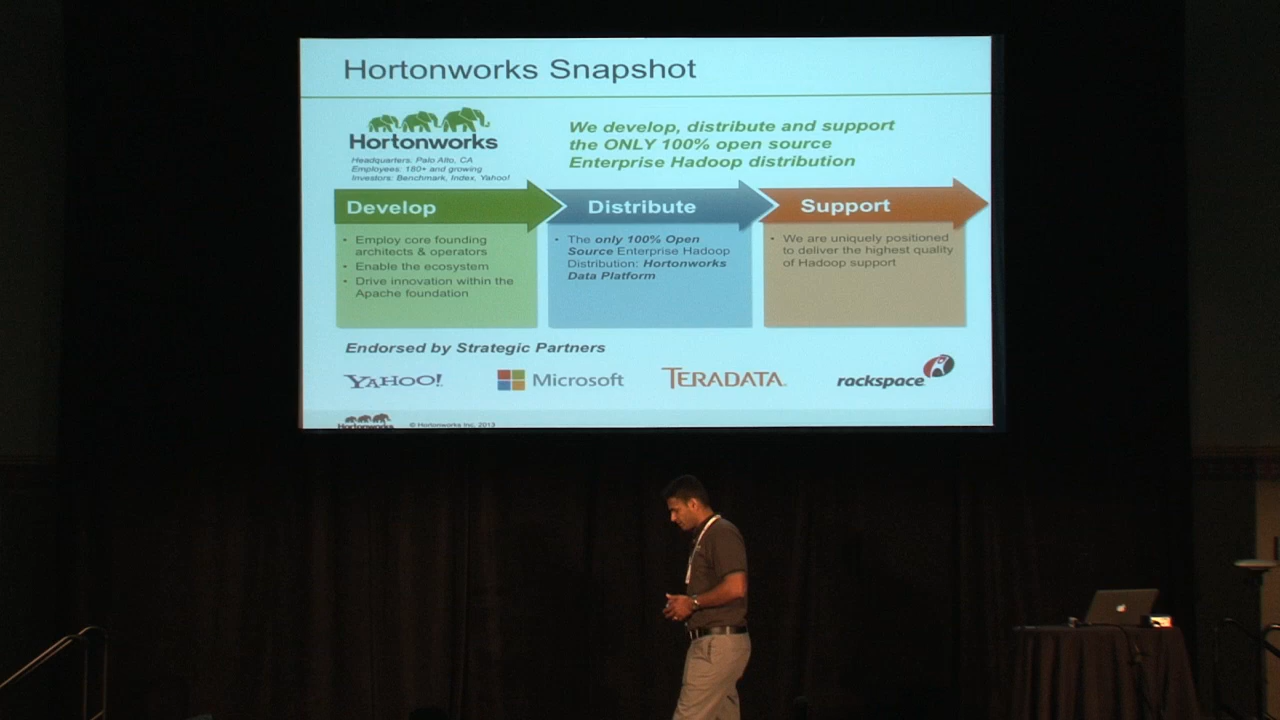 Hortonworks Snapshot
Hortonworks
Headquarters, Palo Alto, CA
Employees: 180+ and growing
Investors: Benchmark, Index, Yahoo!
We develop, distribute and support
the ONLY 100% open source
Enterprise Hadoop distribution
Develop
• Employ core founding
architects & operators
• Enable the ecosystem
• Drive innovation within the
Apache foundation
Distribute
• The only 100% Open
Source Enterprise Hadoop
Distribution: Hortonworks
Data Platform
Support
• We are uniquely positioned
to deliver the highest quality
of Hadoop support
Endorsed by Strategic Partners
YAHOO!
Microsoft
TERADATA
rackspace
Hortonworks
© Hortonworks Inc. 2013